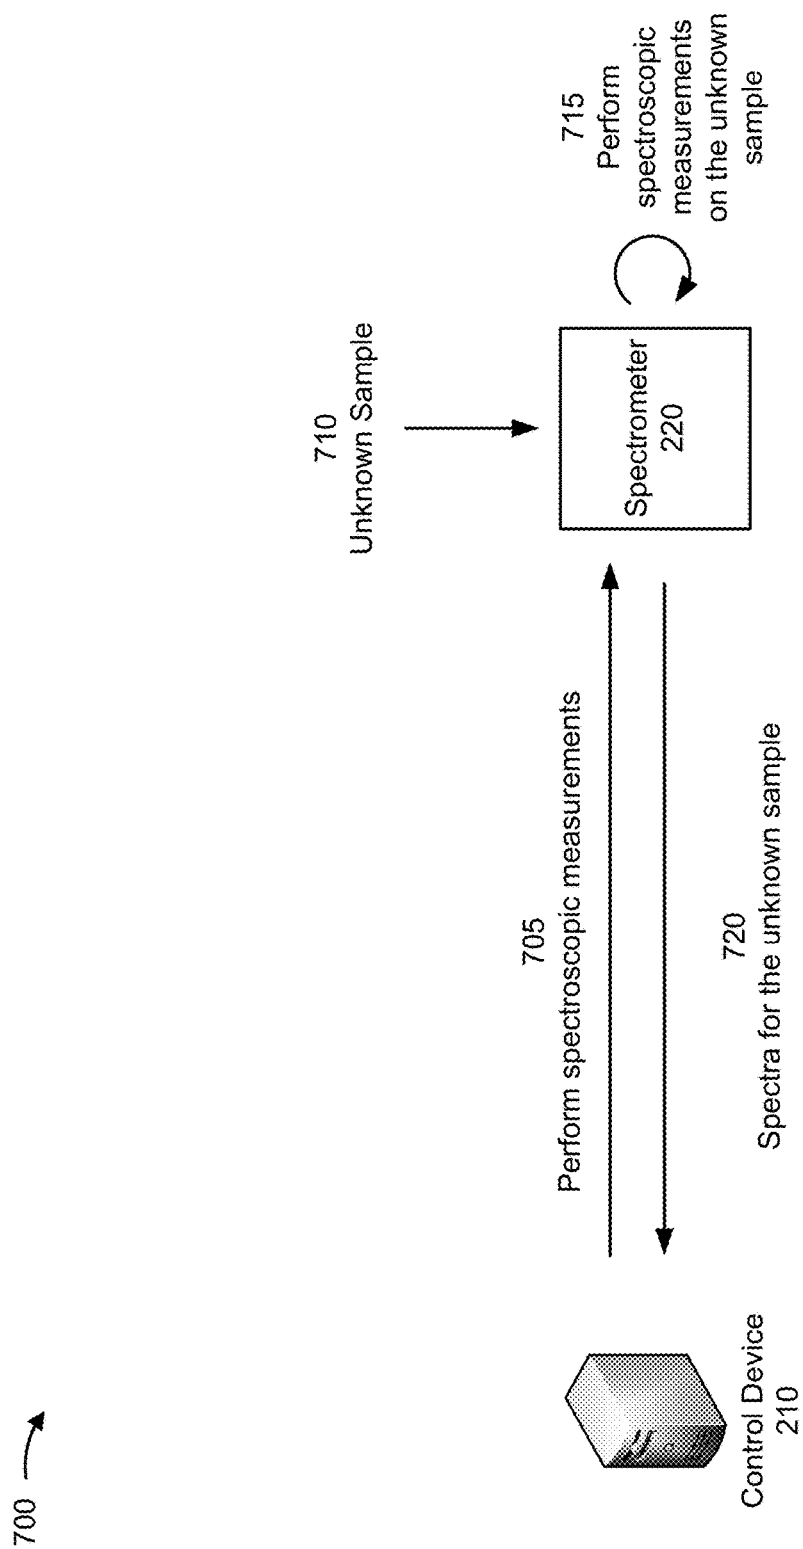 700
710
Unknown Sample
715
Perform
spectroscopic
measurements
on the unknown
sample
705
Perform spectroscopic measurements
Spectrometer
220
720
Spectra for the unknown sample
Control Device
210